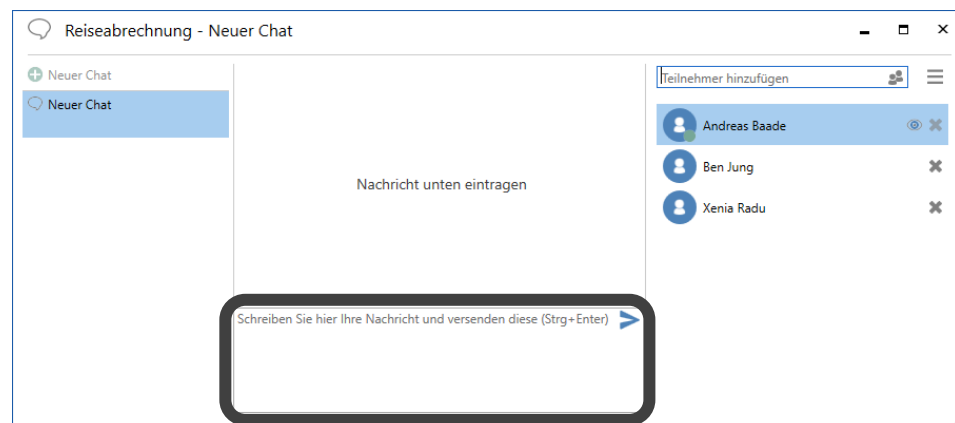 Reiseabrechnung - Neuer Chat
Neuer Chat
Neuer Chat
Nachricht unten eintragen
Schreiben Sie hier Ihre Nachricht und versenden diese (Strg+Enter)
Teilnehmer hinzufügen
Andreas Baade
Ben Jung
Xenia Radu